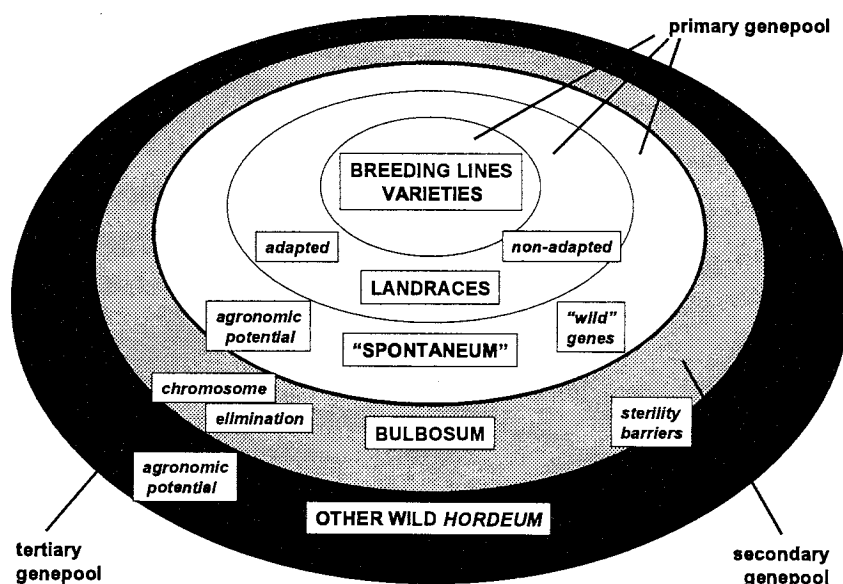 primary genepool
BREEDING LINES
VARIETIES
adapted
non-adapted
LANDRACES
agronomic
potential
"wild"
genes
"SPONTANEUM"
chromosome
elimination
sterility
barriers
BULBOSUM
agronomic
potential
OTHER WILD HORDEUM
tertiary
genepool
secondary
genepool